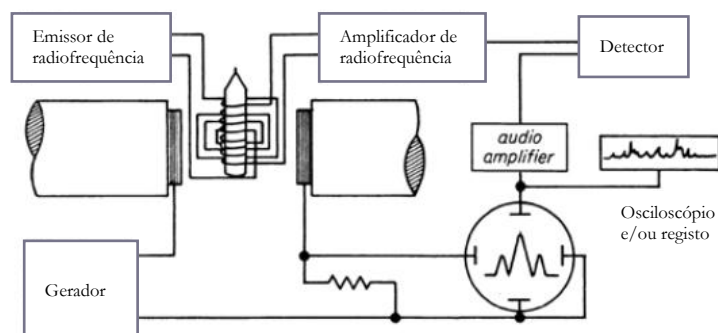 Emissor de
radiofrequência
Amplificador de
radiofrequência
Detector
audio
amplifier
Osciloscópio
e/ou registo
Gerador